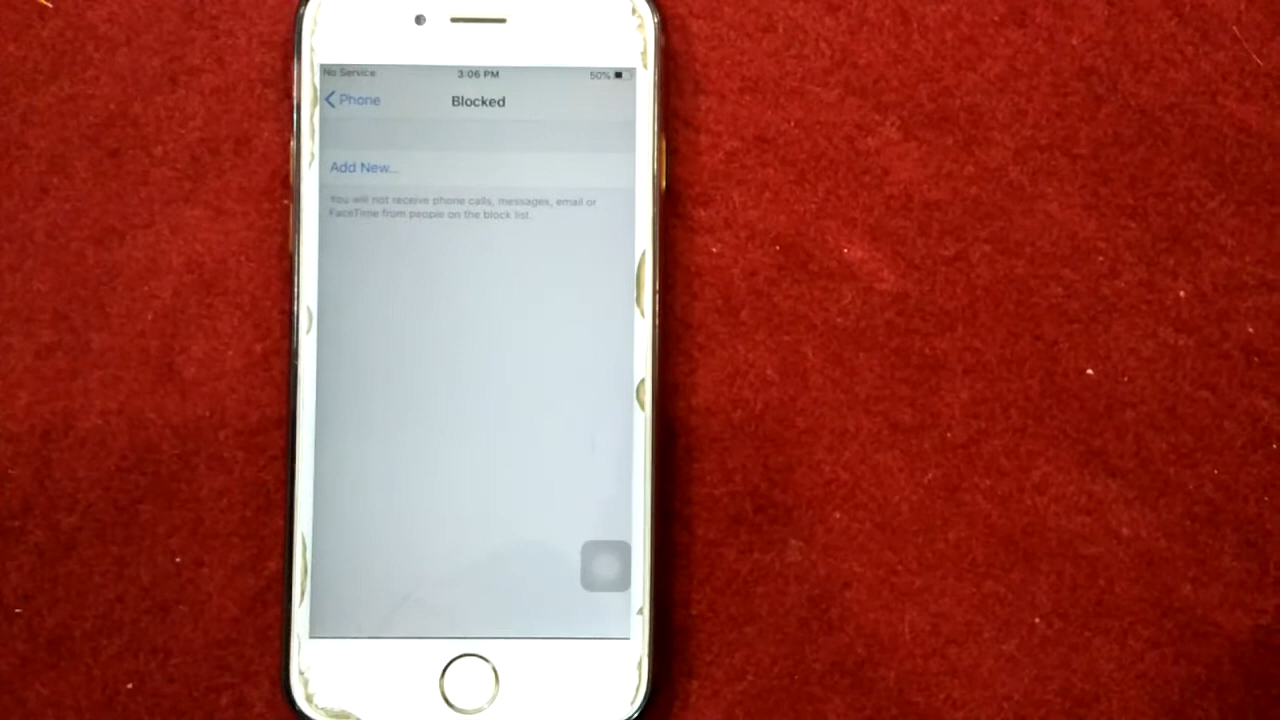 No Service 3:06 PM 50%
Phone Blocked
Add New...
You will not receive phone calls, messages, email or
FaceTime from people on the block list.